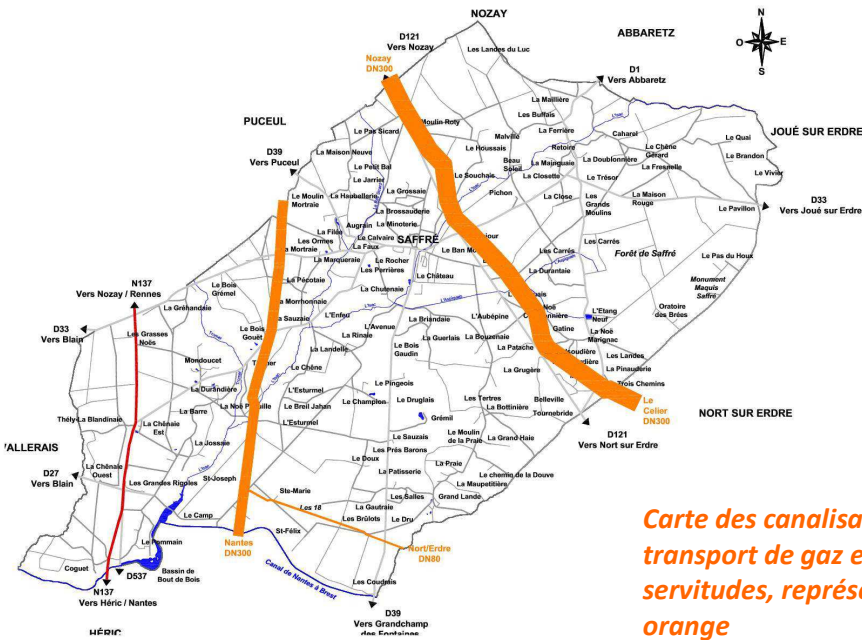 NOZAY
ABBARETZ
N
O
E
S
D121
Vers Nozay
Nozay
DN300
Les Landes du Luc
D1
Vers Abbaretz
PUCEUL
JOUÉ SUR ERDRE
La Maillière
Les Buffais
Moulin Roty
Le Pas Sicard
Malville
La Ferrière
Caharel
Le Quai
D39
Vers Puceul
La Maison Neuve
Le Houssais
Retoire
Le Chêne
Gérard
Le Brandon
Le Petit Bal
Beau
Soleil
La Mainguaie
La Doublonnière
La Fresnelle
Le Jarrier
Le Souchais
La Closette
Le Trésor
Le Vivier
Le Moulin
Mortraie
La Haubellerie
La Grossaie
Pichon
La Close
Les
Grands
Moulins
La Maison
Rouge
La Brossauderie
Le Pavillon
D33
Vers Joué sur Erdre
Augrain
La Minoterie
La Filée
Le Calvaire
SAFFRÉ
Les Ormes
La Faux
Le Ban
Les Carrés
Les Carrés
La Mortraie
La Marqueraie
Le Rocher
Forêt de Saffré
Le Pas du Houx
Les Perrières
Le Château
La Durantaie
La Pécotaie
Monument
Maquis
Saffré
N137
Vers Nozay / Rennes
Le Bois
Grémel
La Chutenaie
La Morrhonnaie
L'Etang
Neuf
Oratoire
des Brées
La Gréhandaie
La Sauzaie
L'Enfeu
L'Aubépine
L'Avenue
La Briandaie
La Noë
Marignac
D33
Vers Blain
Les Grasses
Noës
Le Bois
Gouët
La Rinaie
La Guerlais
La Bouzenaie
Gatine
La Landelle
Le Bois
Gaudin
La Patache
Les Landes
Mondoucet
Le Chêne
La Grugère
La Pinauderie
La Durandière
Le Pingeois
Trois Chemins
L'Esturmel
Les Tertres
Belleville
Le Champion
Le Druglais
Le
Celier
DN300
La Barre
Le Breil Jahan
La Bottinière
Tournebride
NORT SUR ERDRE
Thély
La Blandinaie
Grémil
La Chênaie
Est
L'Esturmel
Le Moulin
de la Praie
D121
Vers Nort sur Erdre
La Jossaie
Le Sauzais
La Grand Haie
'ALLERAIS
Les Prés Barons
Le Doux
La Praie
D27
Vers Blain
La Chênaie
Ouest
La Patisserie
Le chemin de la Douve
St-Joseph
La Maupetitière
Les Grandes Rigoles
Ste-Marie
Les Salles
Grand Lande
Les 18
La Gautraie
Le Camp
Les Brûlots
Le Dru
St-Félix
Nantes
DN300
Nort/Erdre
DN80
Le Pommain
Canal de Nantes à Brest
Bassin de
Bout de Bois
Coguet
D537
Les Coudrais
N137
Vers Héric / Nantes
D39
Vers Grandchamp
des Fontaines
HÉRIC
Carte des canalisa
transport de gaz e
servitudes, représe
orange